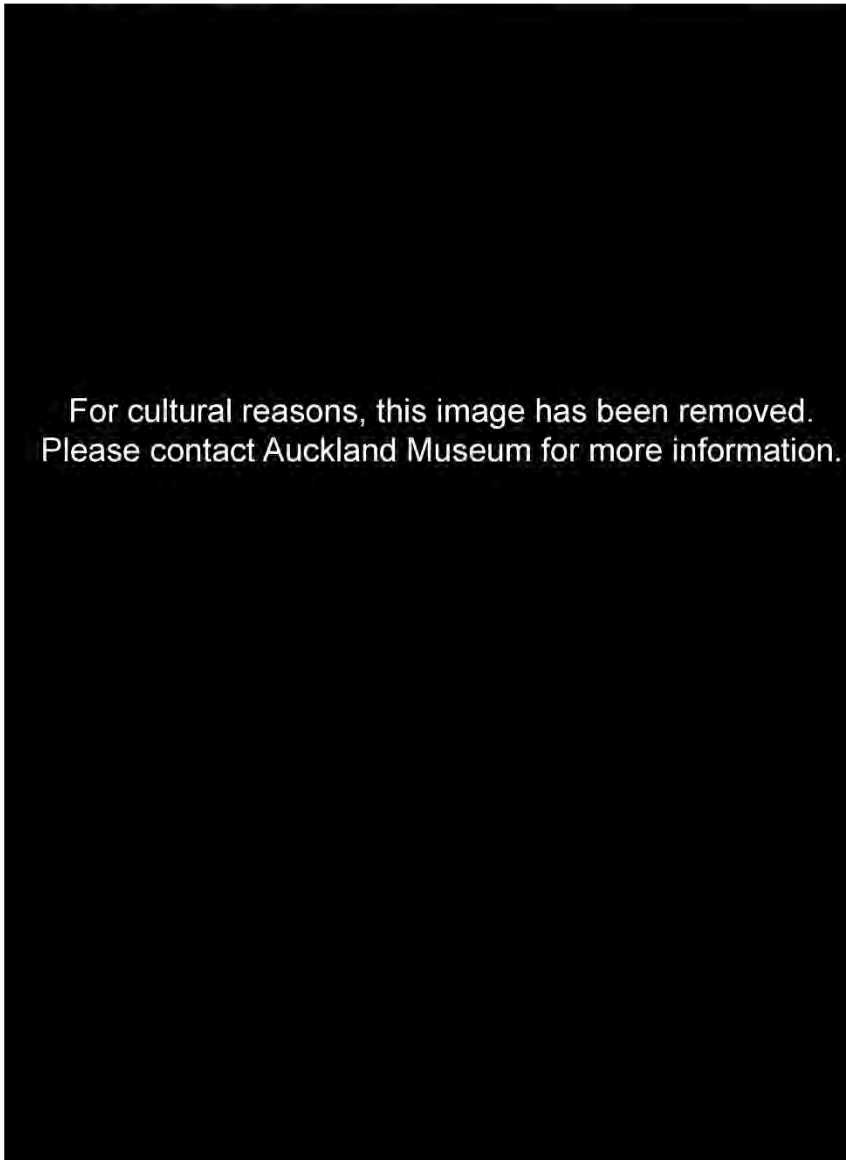 For cultural reasons, this image has been removed.
Please contact Auckland Museum for more information.